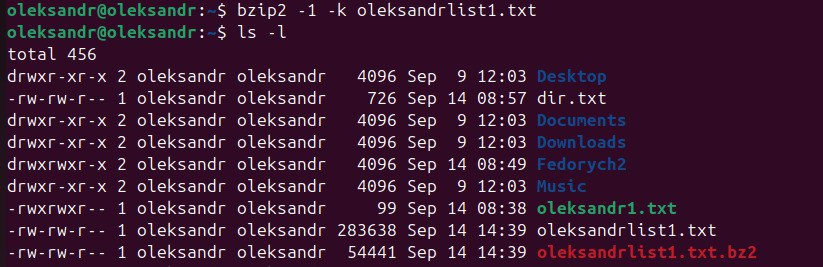 oleksandr@oleksandr:~$ bzip2 -1 -k oleksandrlist1.txt
oleksandr@oleksandr:~$ ls -l
total 456
drwxr-xr-x 2 oleksandr oleksandr   4096 Sep  9 12:03 Desktop
-rw-rw-r-- 1 oleksandr oleksandr    726 Sep 14 08:57 dir.txt
drwxr-xr-x 2 oleksandr oleksandr   4096 Sep  9 12:03 Documents
drwxr-xr-x 2 oleksandr oleksandr   4096 Sep  9 12:03 Downloads
drwxrwxr-x 2 oleksandr oleksandr   4096 Sep 14 08:49 Fedorych2
drwxr-xr-x 2 oleksandr oleksandr   4096 Sep  9 12:03 Music
-rwxrwxr-- 1 oleksandr oleksandr     99 Sep 14 08:38 oleksandr1.txt
-rw-rw-r-- 1 oleksandr oleksandr 283638 Sep 14 14:39 oleksandrlist1.txt
-rw-rw-r-- 1 oleksandr oleksandr  54441 Sep 14 14:39 oleksandrlist1.txt.bz2